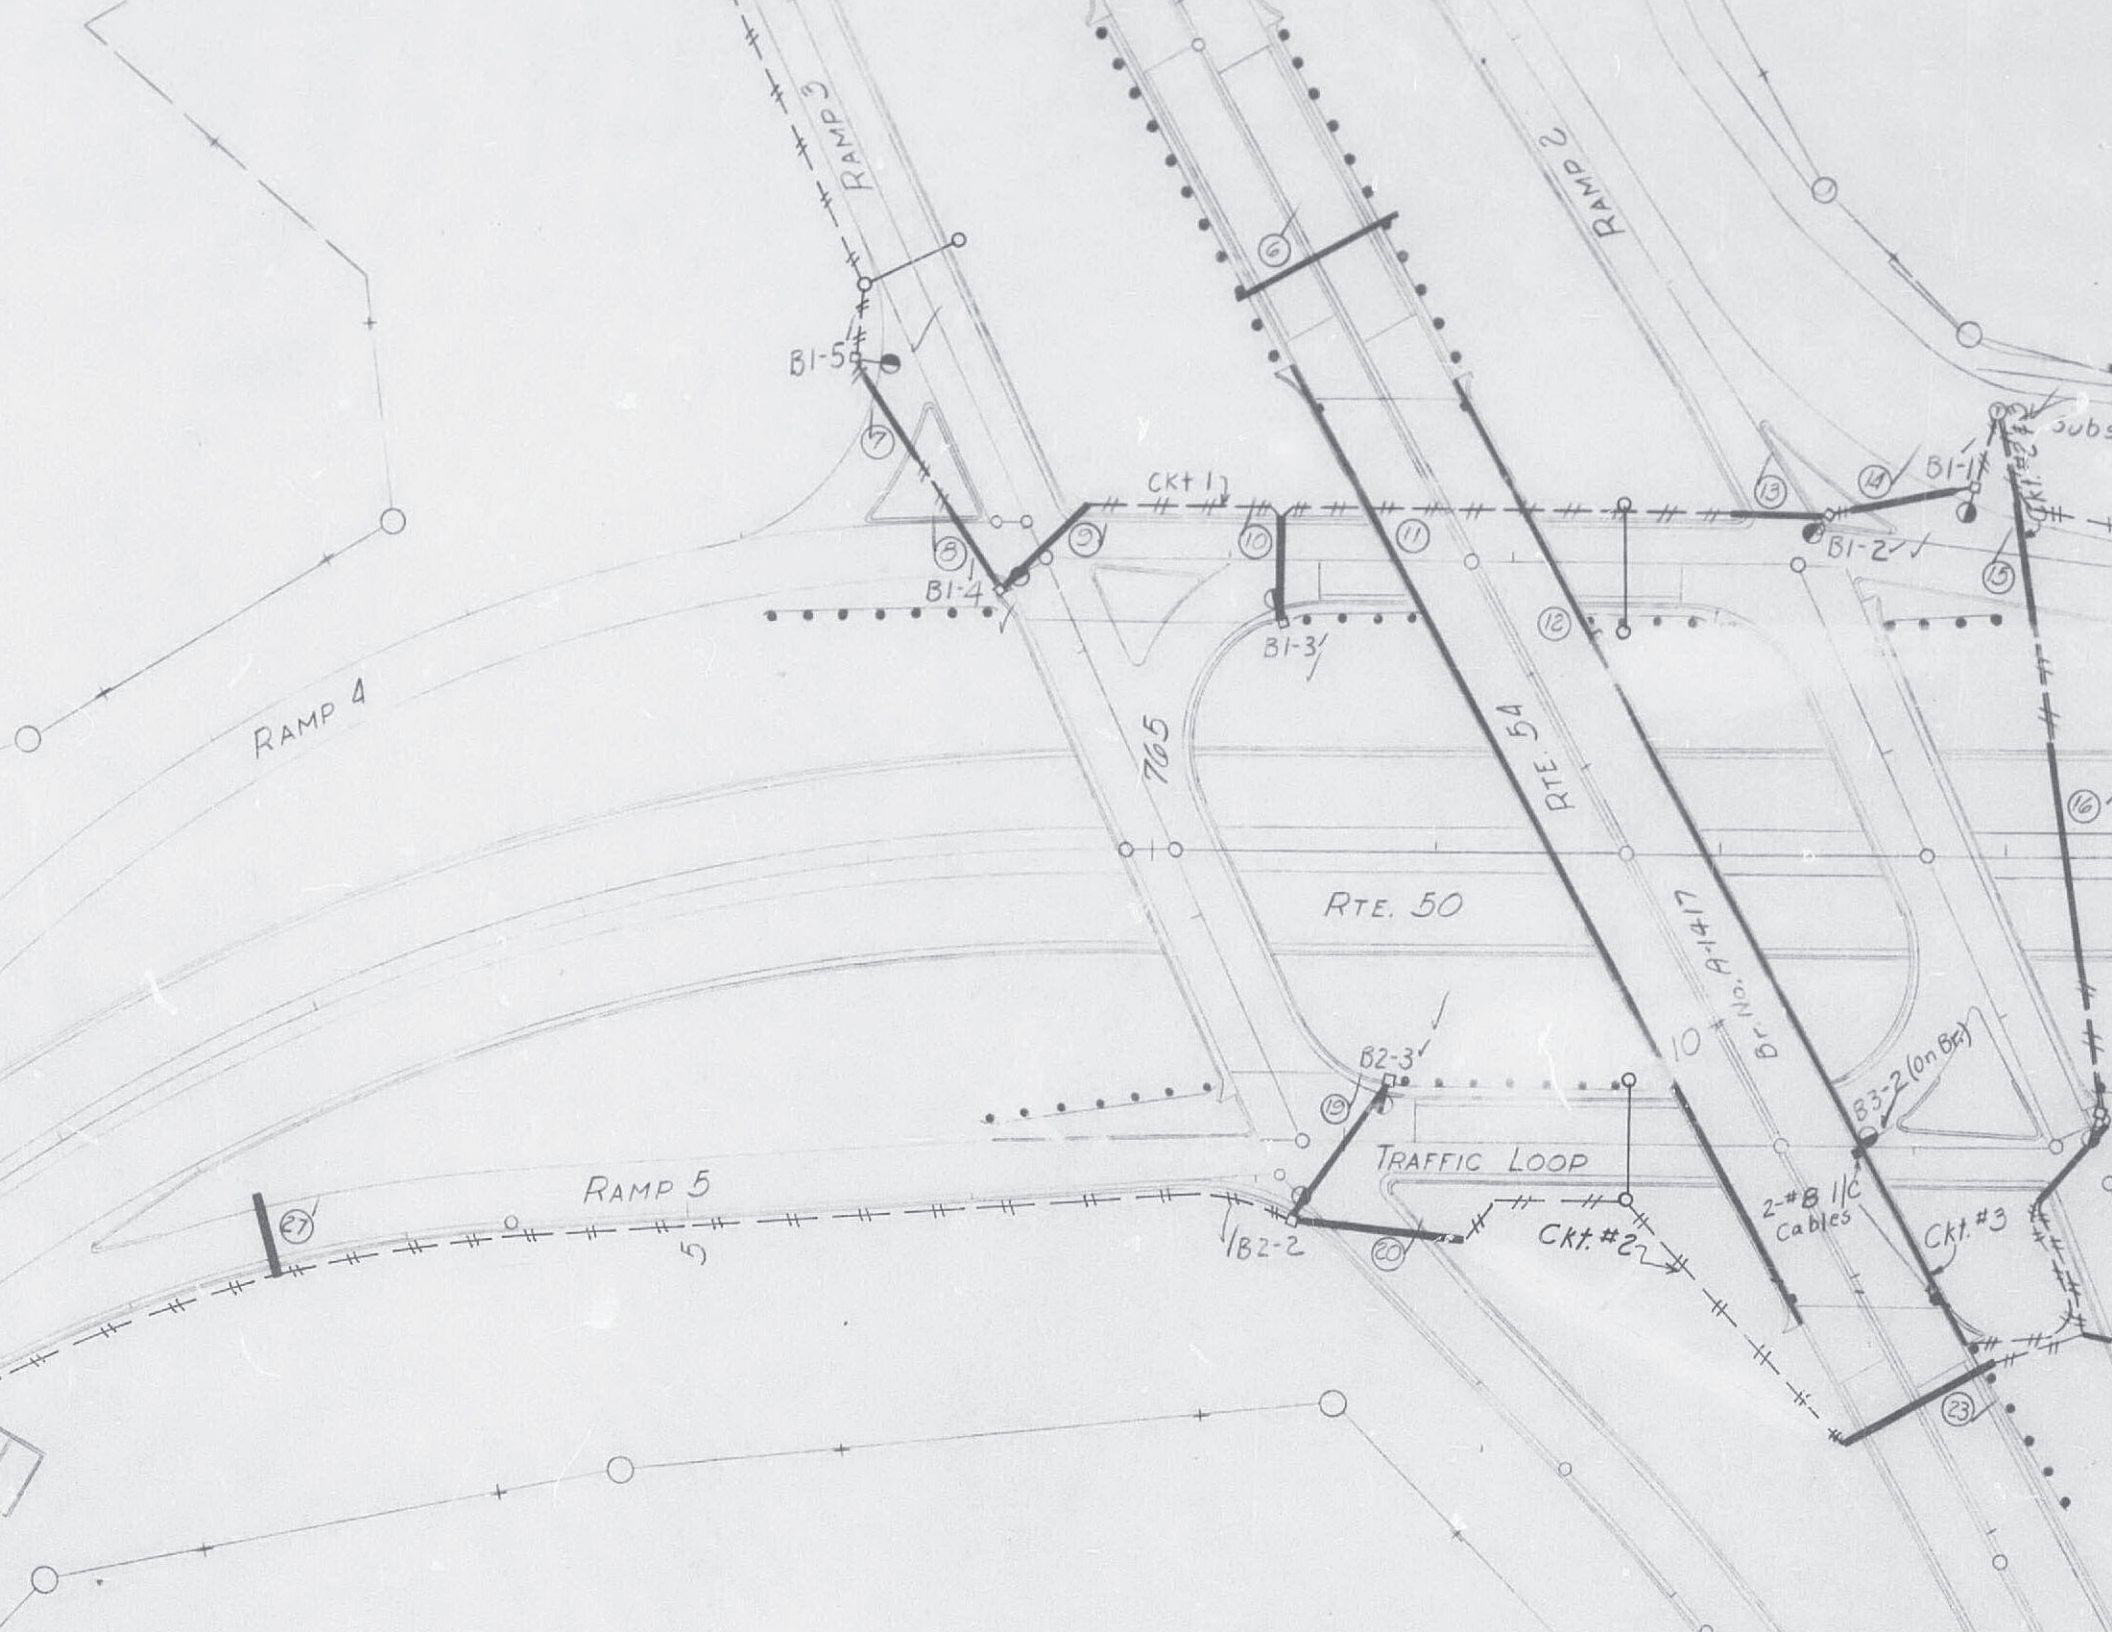 RAMP 3
RAMP 2
6
B1-5
7
Ckt 1
8
9
10
11
12
13
14
B1-1
B1-2
15
16
B1-4
B1-3
RAMP 4
765
RTE. 54
RTE. 50
Br. No. A-1417
10
B2-3
19
B3-2 (on Br.)
TRAFFIC LOOP
2-#8 1/C
Cables
Ckt. #3
RAMP 5
27
5
B2-2
20
Ckt. #2
23